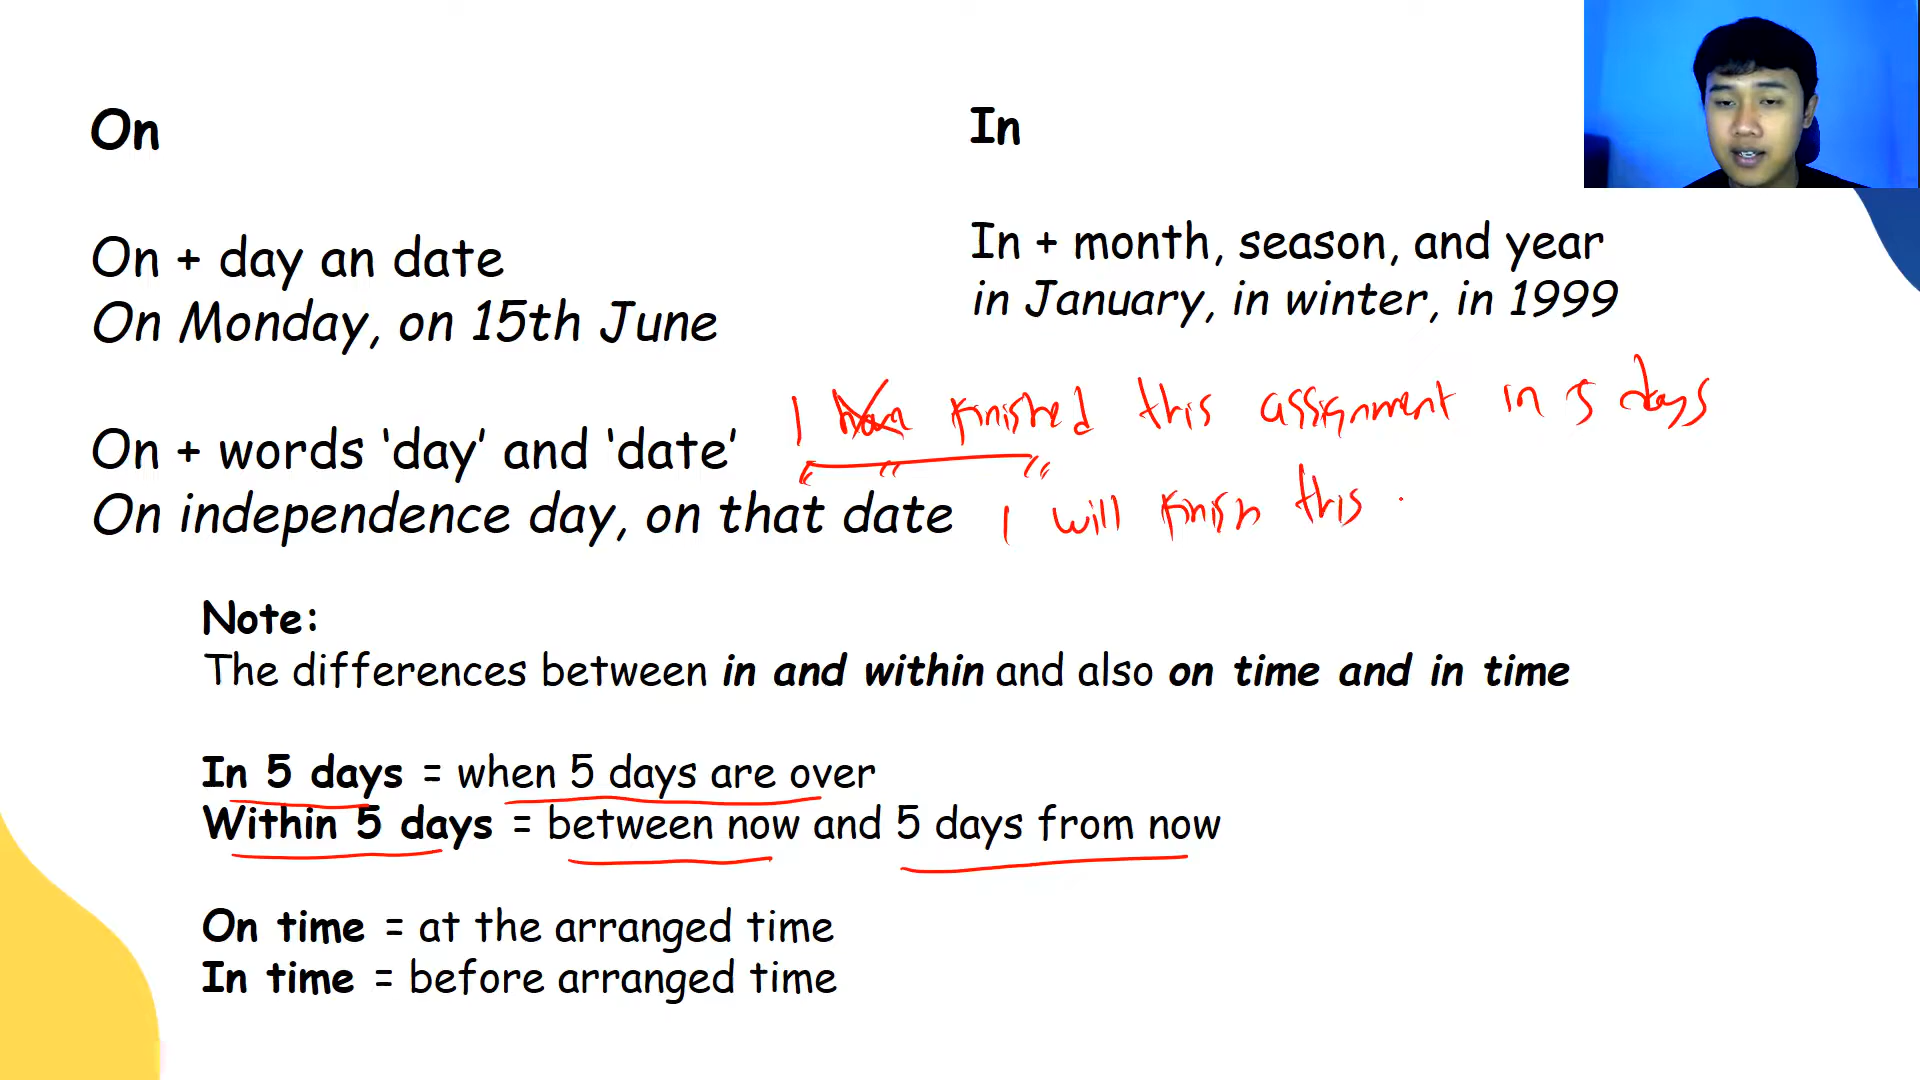 On
On + day an date
On Monday, on 15th June
On + words ‘day’ and ‘date’
On independence day, on that date
In
In + month, season, and year
in January, in winter, in 1999
I have finished this assignment in 5 days
I will finish this
Note:
The differences between in and within and also on time and in time
In 5 days = when 5 days are over
Within 5 days = between now and 5 days from now
On time = at the arranged time
In time = before arranged time